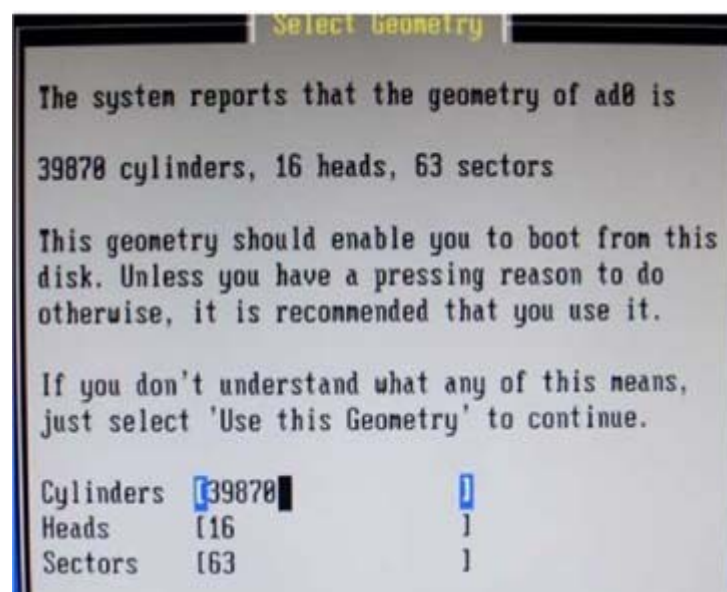 Select Geometry
The system reports that the geometry of ad0 is
39870 cylinders, 16 heads, 63 sectors
This geometry should enable you to boot from this
disk. Unless you have a pressing reason to do
otherwise, it is recommended that you use it.
If you don't understand what any of this means,
just select 'Use this Geometry' to continue.
Cylinders [39870 ]
Heads [16 ]
Sectors [63 ]